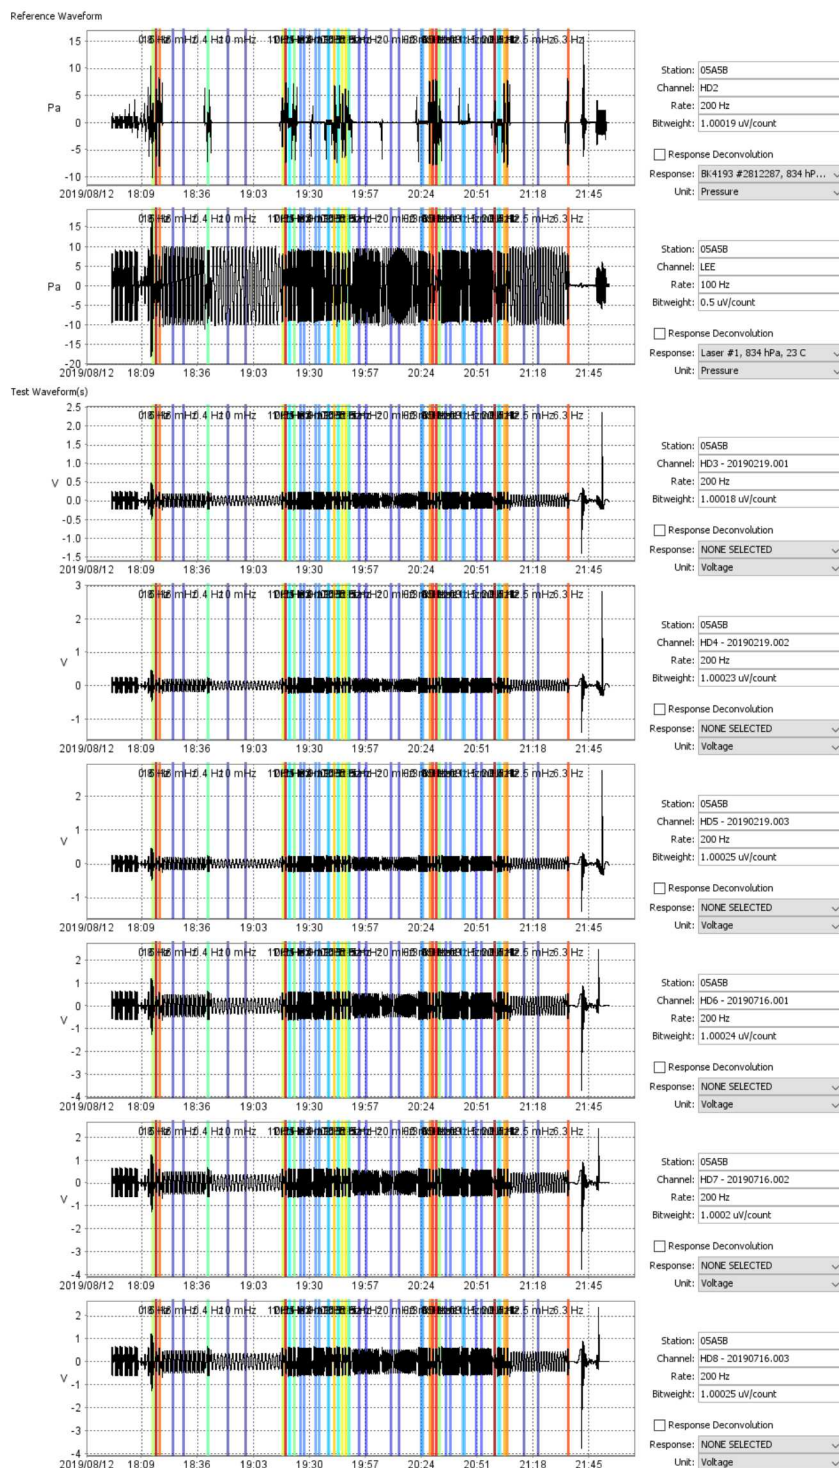 Reference Waveform
15
10
5
Pa
0
-5
-10
2019/08/12 18:09 18:36 19:03 19:30 19:57 20:24 20:51 21:18 21:45
Station: 05A5B
Channel: HD2
Rate: 200 Hz
Bitweight: 1.00019 uV/count
Response Deconvolution
Response: BK4193 #2812287, 834 hP...
Unit: Pressure
15
10
5
0
Pa
-5
-10
-15
-20
2019/08/12 18:09 18:36 19:03 19:30 19:57 20:24 20:51 21:18 21:45
Station: 05A5B
Channel: LEE
Rate: 100 Hz
Bitweight: 0.5 uV/count
Response Deconvolution
Response: Laser #1, 834 hPa, 23 C
Unit: Pressure
Test Waveform(s)
2.5
2.0
1.5
1.0
V
0.5
0.0
-0.5
-1.0
-1.5
2019/08/12 18:09 18:36 19:03 19:30 19:57 20:24 20:51 21:18 21:45
Station: 05A5B
Channel: HD3 - 20190219.001
Rate: 200 Hz
Bitweight: 1.00018 uV/count
Response Deconvolution
Response: NONE SELECTED
Unit: Voltage
3
2
1
V
0
-1
2019/08/12 18:09 18:36 19:03 19:30 19:57 20:24 20:51 21:18 21:45
Station: 05A5B
Channel: HD4 - 20190219.002
Rate: 200 Hz
Bitweight: 1.00023 uV/count
Response Deconvolution
Response: NONE SELECTED
Unit: Voltage
2
1
V
0
-1
2019/08/12 18:09 18:36 19:03 19:30 19:57 20:24 20:51 21:18 21:45
Station: 05A5B
Channel: HD5 - 20190219.003
Rate: 200 Hz
Bitweight: 1.00025 uV/count
Response Deconvolution
Response: NONE SELECTED
Unit: Voltage
2
1
0
V
-1
-2
-3
-4
2019/08/12 18:09 18:36 19:03 19:30 19:57 20:24 20:51 21:18 21:45
Station: 05A5B
Channel: HD6 - 20190716.001
Rate: 200 Hz
Bitweight: 1.00024 uV/count
Response Deconvolution
Response: NONE SELECTED
Unit: Voltage
2
1
0
V
-1
-2
-3
-4
2019/08/12 18:09 18:36 19:03 19:30 19:57 20:24 20:51 21:18 21:45
Station: 05A5B
Channel: HD7 - 20190716.002
Rate: 200 Hz
Bitweight: 1.0002 uV/count
Response Deconvolution
Response: NONE SELECTED
Unit: Voltage
2
1
0
V
-1
-2
-3
-4
2019/08/12 18:09 18:36 19:03 19:30 19:57 20:24 20:51 21:18 21:45
Station: 05A5B
Channel: HD8 - 20190716.003
Rate: 200 Hz
Bitweight: 1.00025 uV/count
Response Deconvolution
Response: NONE SELECTED
Unit: Voltage